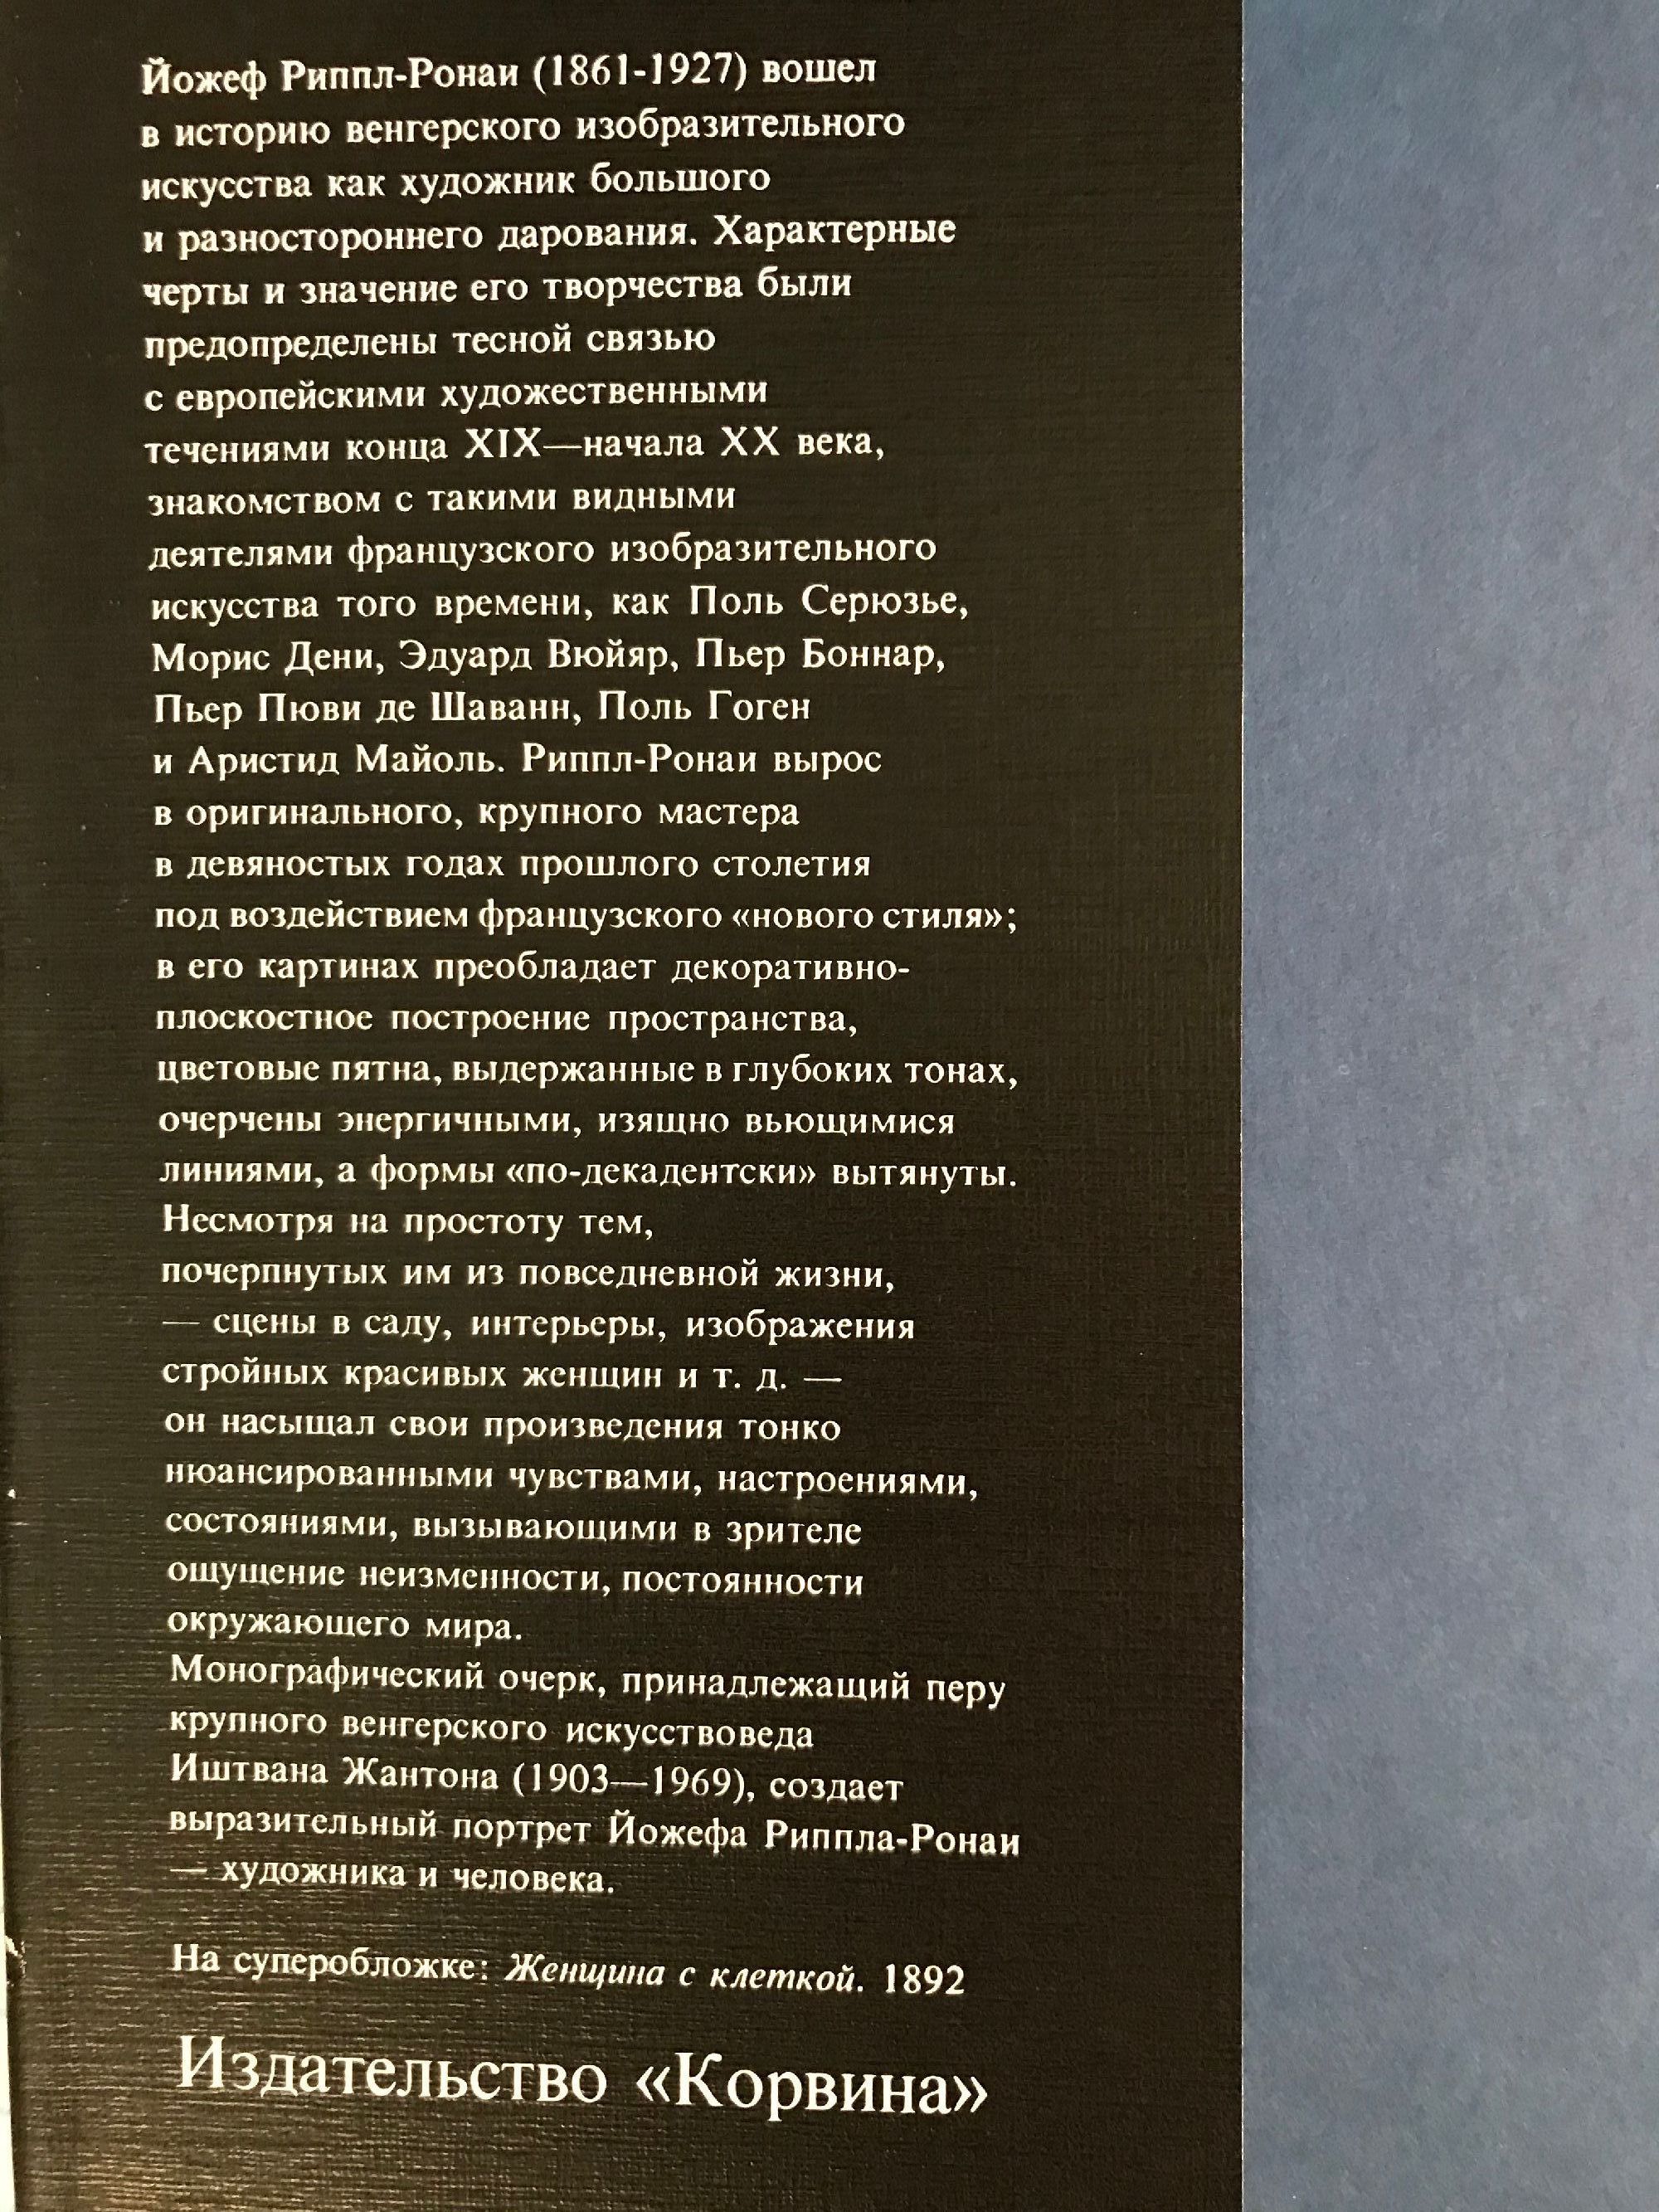 Йожеф Риппл-Ронаи (1861-1927) вошел
в историю венгерского изобразительного
искусства как художник большого
и разностороннего дарования. Характерные
черты и значение его творчества были
предопределены тесной связью
с европейскими художественными
течениями конца XIX—начала XX века,
знакомством с такими видными
деятелями французского изобразительного
искусства того времени, как Поль Серюзье,
Морис Дени, Эдуард Вюйяр, Пьер Боннар,
Пьер Пюви де Шаванн, Поль Гоген
и Аристид Майоль. Риппл-Ронаи вырос
в оригинального, крупного мастера
в девяностых годах прошлого столетия
под воздействием французского «нового стиля»;
в его картинах преобладает декоративно-
плоскостное построение пространства,
цветовые пятна, выдержанные в глубоких тонах,
очерчены энергичными, изящно вьющимися
линиями, а формы «по-декадентски» вытянуты.
Несмотря на простоту тем,
почерпнутых им из повседневной жизни,
— сцены в саду, интерьеры, изображения
стройных красивых женщин и т. д. —
он насыщал свои произведения тонко
нюансированными чувствами, настроениями,
состояниями, вызывающими в зрителе
ощущение неизменности, постоянности
окружающего мира.
Монографический очерк, принадлежащий перу
крупного венгерского искусствоведа
Иштвана Жантона (1903—1969), создает
выразительный портрет Йожефа Риппла-Ронаи
— художника и человека.
На суперобложке: Женщина с клеткой. 1892
Издательство «Корвина»